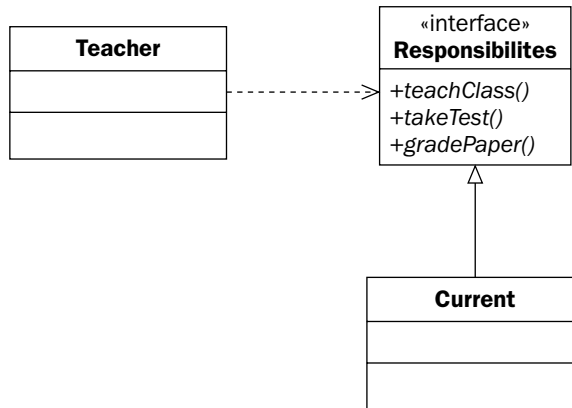 Teacher
«interface»
Responsibilites
+teachClass()
+takeTest()
+gradePaper()
Current